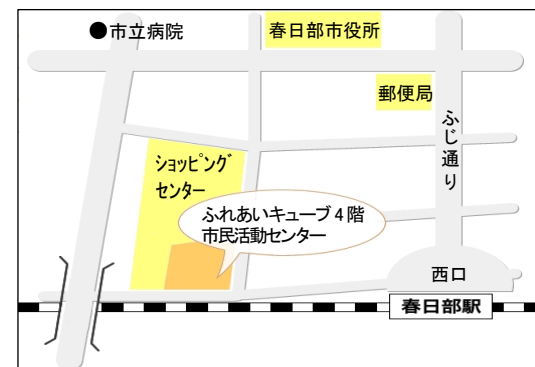 ●市立病院
春日部市役所
郵便局
ふじ通り
ショッピング
センター
ふれあいキューブ4階
市民活動センター
西口
春日部駅